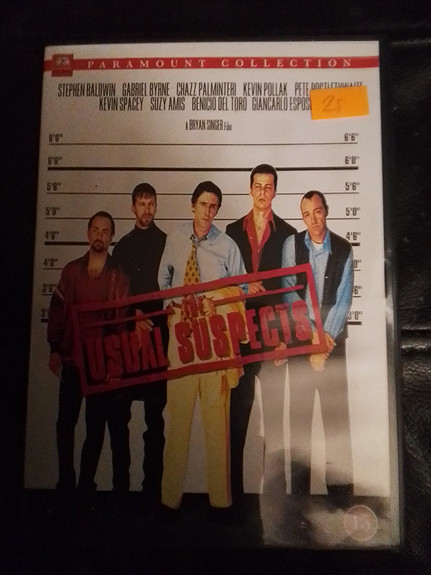 PARAMOUNT COLLECTION
STEPHEN BALDWIN GABRIEL BYRNE CHAZZ PALMINTERI KEVIN POLLAK PETE
KEVIN SPACEY SUZY AMIS BENICIO DEL TORO GIANCARLO
25
A BRYAN SINGER Film
6'6" 6'6"
6'0" 6'0"
5'6" 5'6"
5'0" 5'0"
4'6" 4'6"
4'0"
THE
USUAL SUSPECTS
15